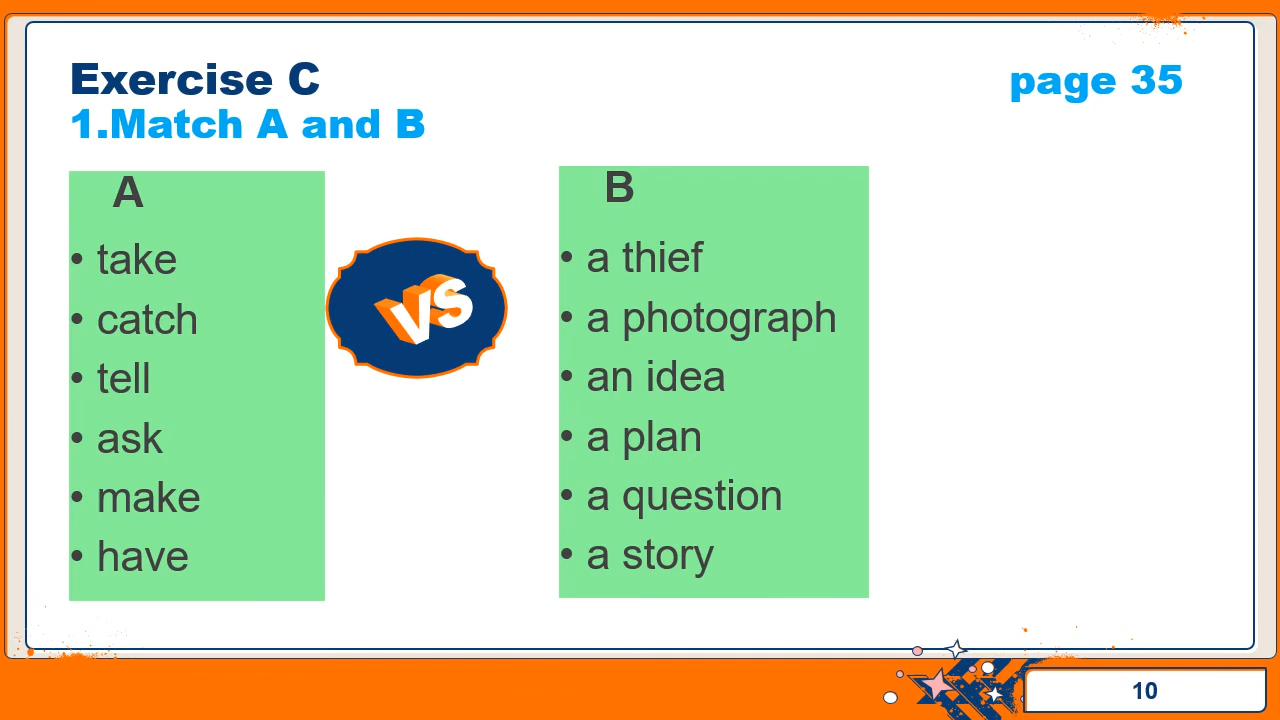 Exercise C
page 35
1.Match A and B
A
• take
• catch
• tell
• ask
• make
• have
VS
B
• a thief
• a photograph
• an idea
• a plan
• a question
• a story
10